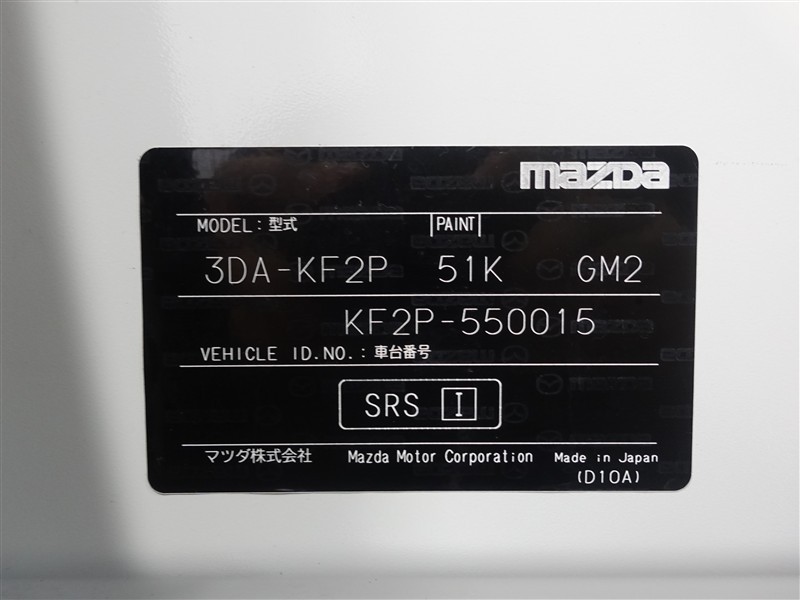 mazda
MODEL: 型式 PAINT
3DA-KF2P 51K GM2
KF2P-550015
VEHICLE ID.NO.: 車台番号
SRS I
マツダ株式会社 Mazda Motor Corporation Made in Japan
(D10A)